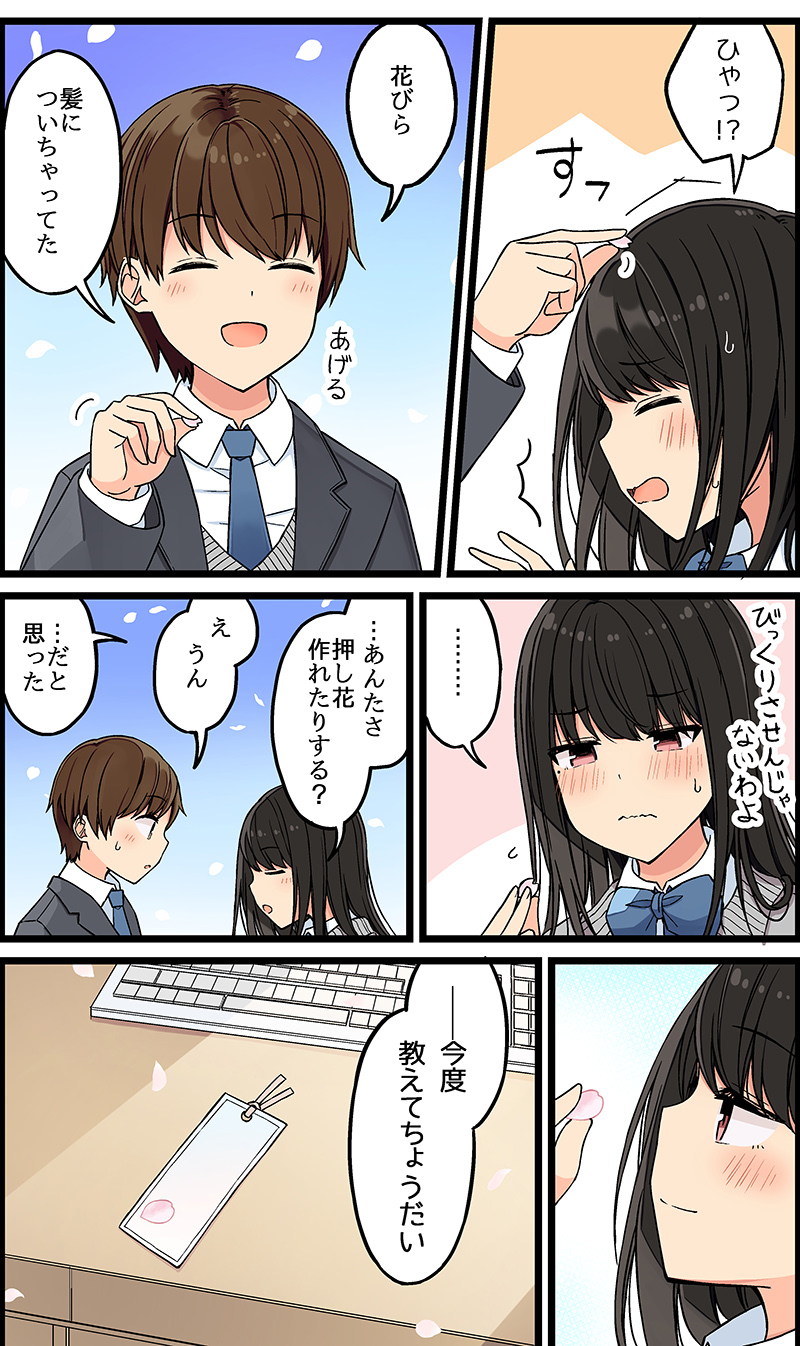 ひゃっ!?
すっ
花びら
髪に
ついちゃってた
あげる
びっくりさせんじゃ
ないわよ
………
…あんたさ
押し花
作れたりする?
え
うん
…だと
思った
――今度
教えてちょうだい